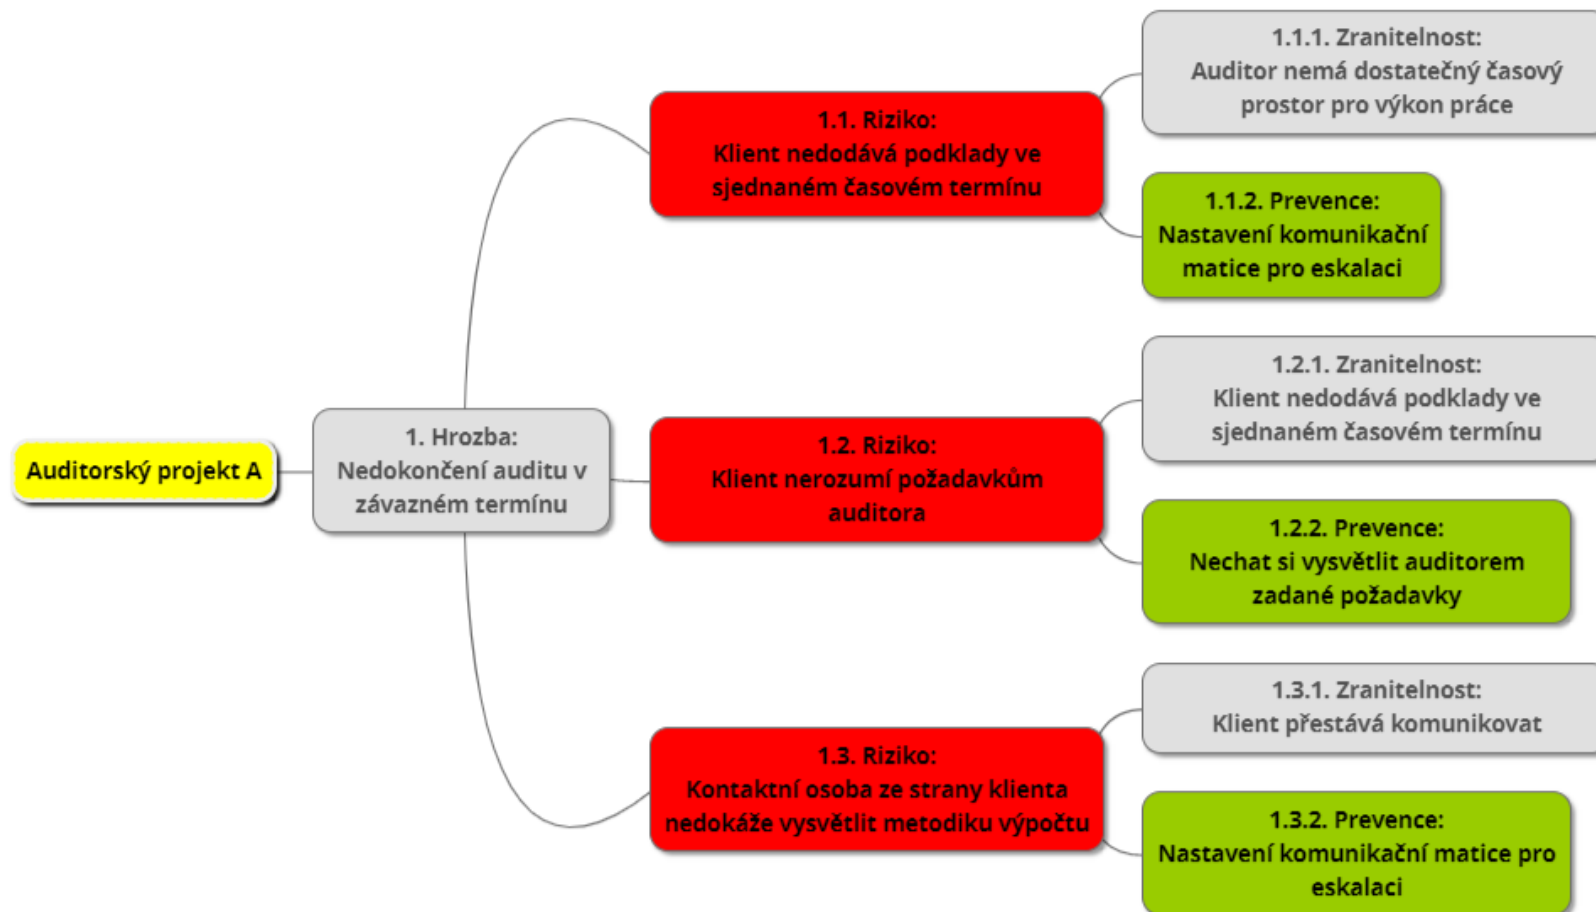 Auditorský projekt A
1. Hrozba:
Nedokončení auditu v
závazném termínu
1.1. Riziko:
Klient nedodává podklady ve
sjednaném časovém termínu
1.1.1. Zranitelnost:
Auditor nemá dostatečný časový
prostor pro výkon práce
1.1.2. Prevence:
Nastavení komunikační
matice pro eskalaci
1.2. Riziko:
Klient nerozumí požadavkům
auditora
1.2.1. Zranitelnost:
Klient nedodává podklady ve
sjednaném časovém termínu
1.2.2. Prevence:
Nechat si vysvětlit auditorem
zadané požadavky
1.3. Riziko:
Kontaktní osoba ze strany klienta
nedokáže vysvětlit metodiku výpočtu
1.3.1. Zranitelnost:
Klient přestává komunikovat
1.3.2. Prevence:
Nastavení komunikační matice pro
eskalaci